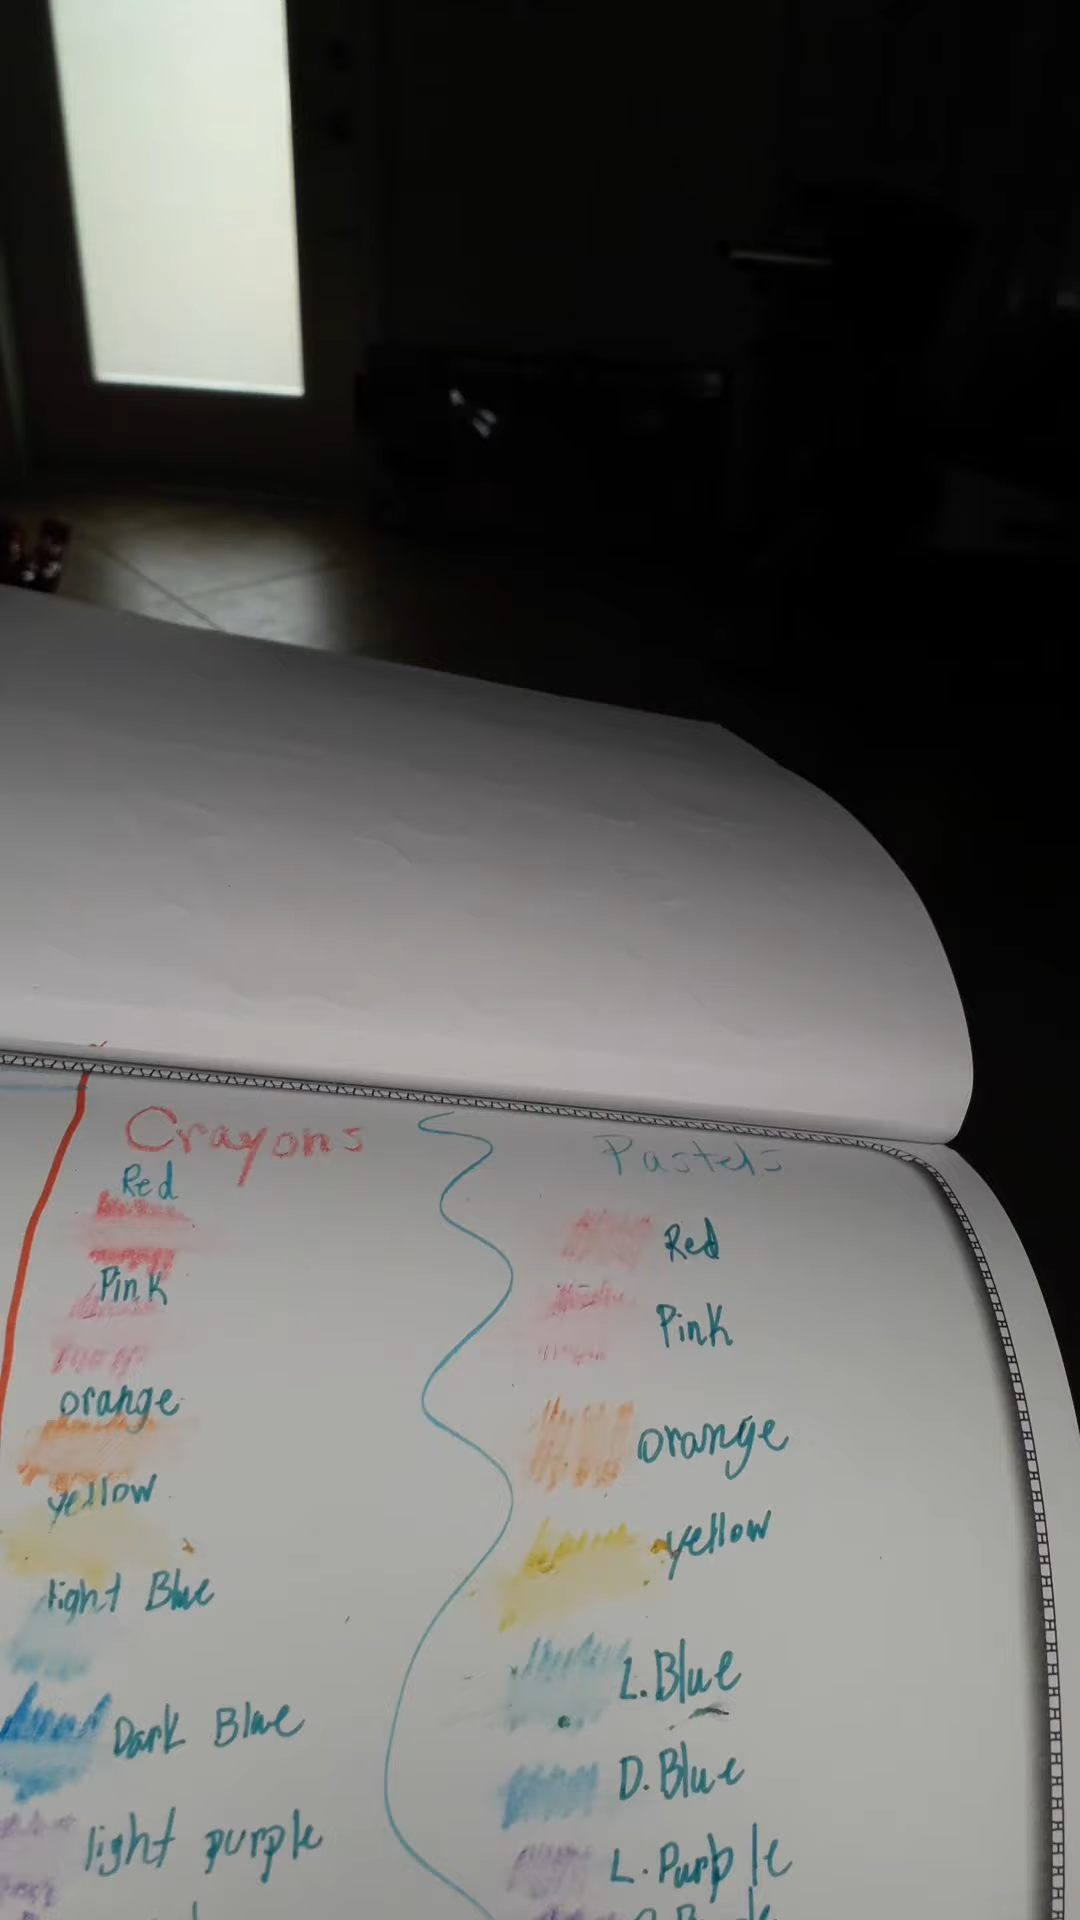 Crayons
Red
Pink
orange
yellow
light Blue
Dark Blue
light purple
Pastels
Red
Pink
orange
yellow
L. Blue
D. Blue
L. Purple